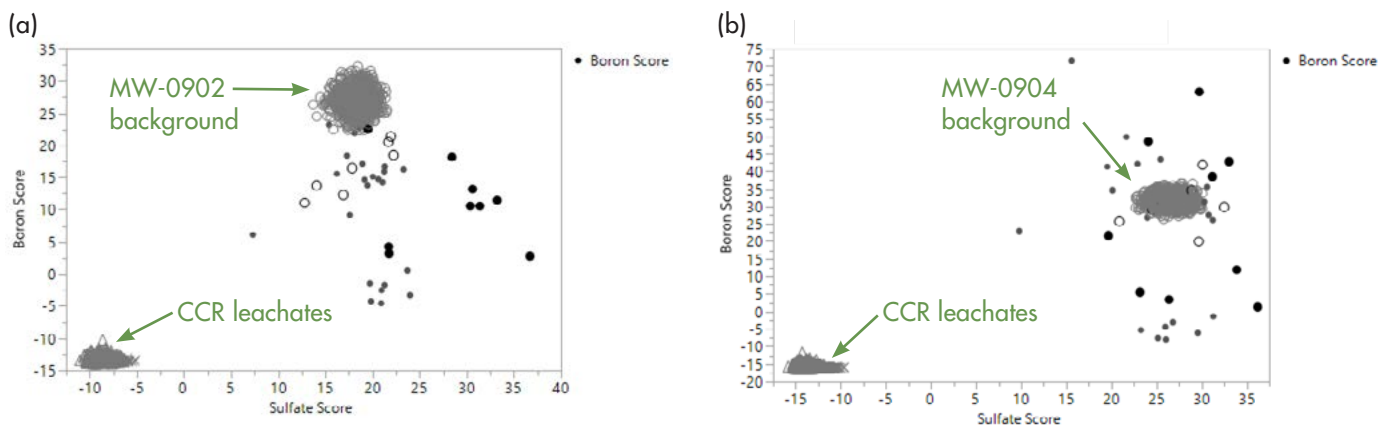 (a)
35
30
25
20
15
10
5
0
-5
-10
-15
Boron Score
MW-0902
background
CCR leachates
Boron Score
-10 -5 0 5 10 15 20 25 30 35 40
Sulfate Score
(b)
75
70
65
60
55
50
45
40
35
30
25
20
15
10
5
0
-5
-10
-15
-20
Boron Score
MW-0904
background
CCR leachates
Boron Score
-15 -10 -5 0 5 10 15 20 25 30 35
Sulfate Score